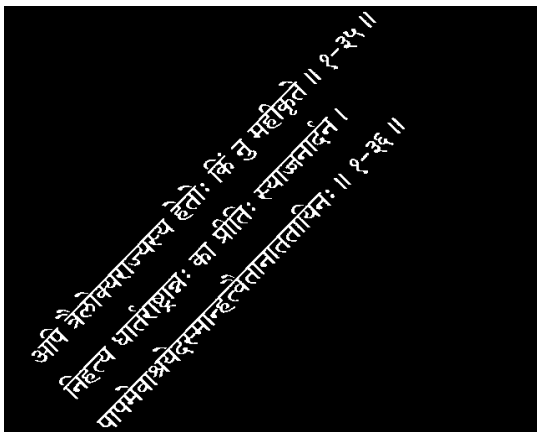 अपि त्रैलोक्यराज्यस्य हेतोः किं नु महीकृते ॥ १-३५॥
निहत्य धार्तराष्ट्रान्नः का प्रीतिः स्याज्जनार्दन ।
पापमेवाश्रयेदस्मान्हत्वैतानाततायिनः ॥ १-३६॥